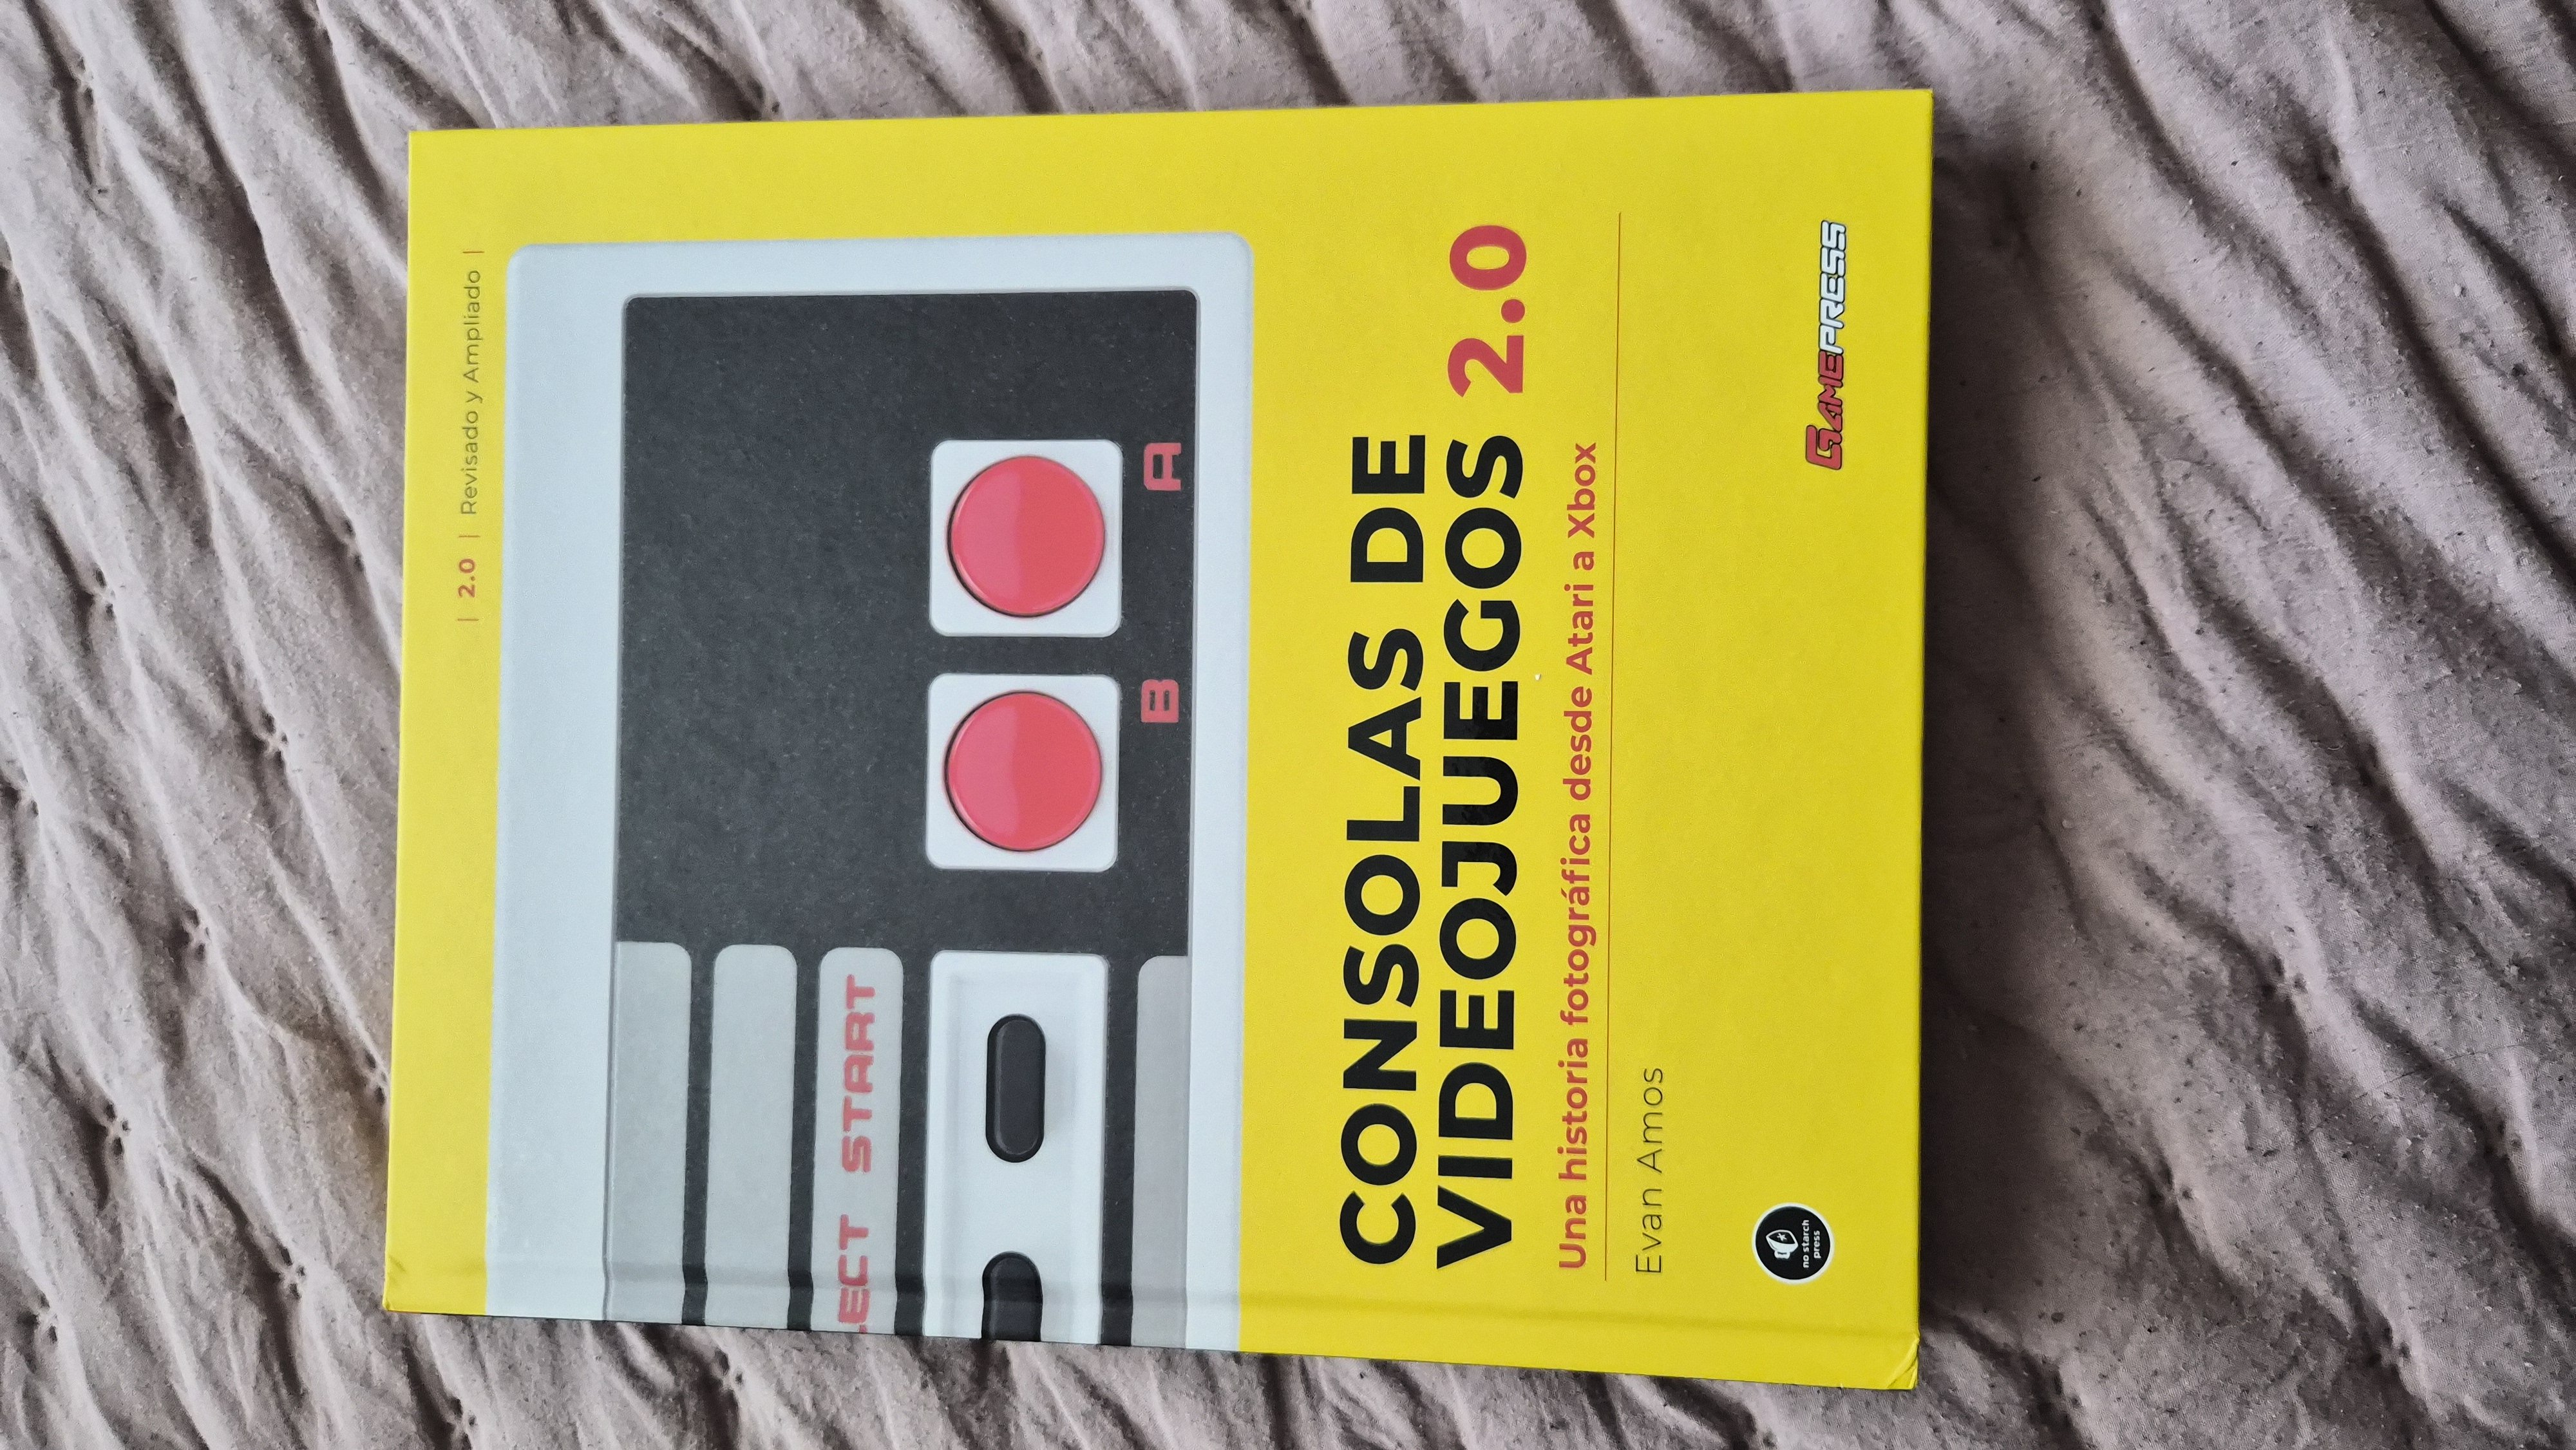 | 2.0 | Revisado y Ampliado |
ECT START
B A
CONSOLAS DE
VIDEOJUEGOS 2.0
Una historia fotográfica desde Atari a Xbox
Evan Amos
no starch
press
GAMEPRESS